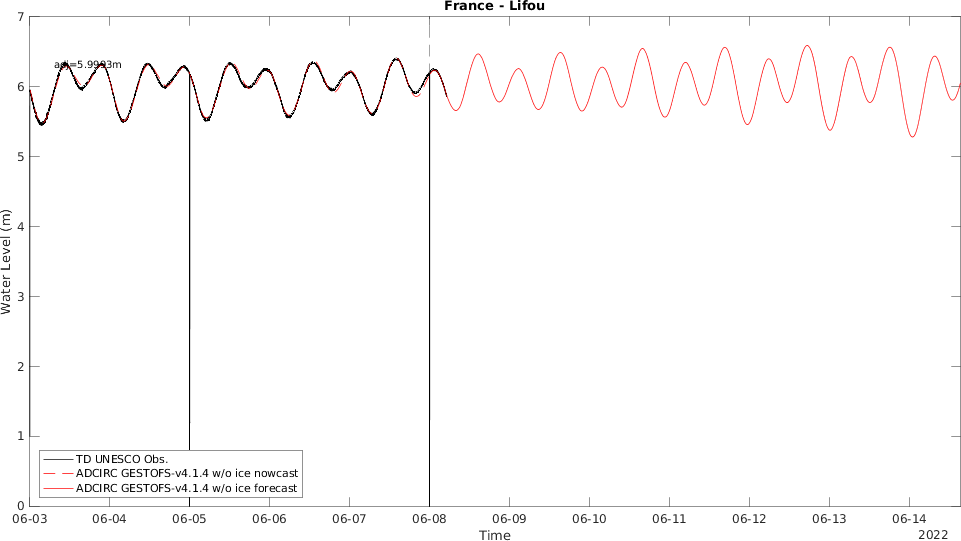 France - Lifou
adj=5.9993m
Water Level (m)
7
6
5
4
3
2
1
0
TD UNESCO Obs.
ADCIRC GESTOFS-v4.1.4 w/o ice nowcast
ADCIRC GESTOFS-v4.1.4 w/o ice forecast
06-03 06-04 06-05 06-06 06-07 06-08 06-09 06-10 06-11 06-12 06-13 06-14
Time
2022